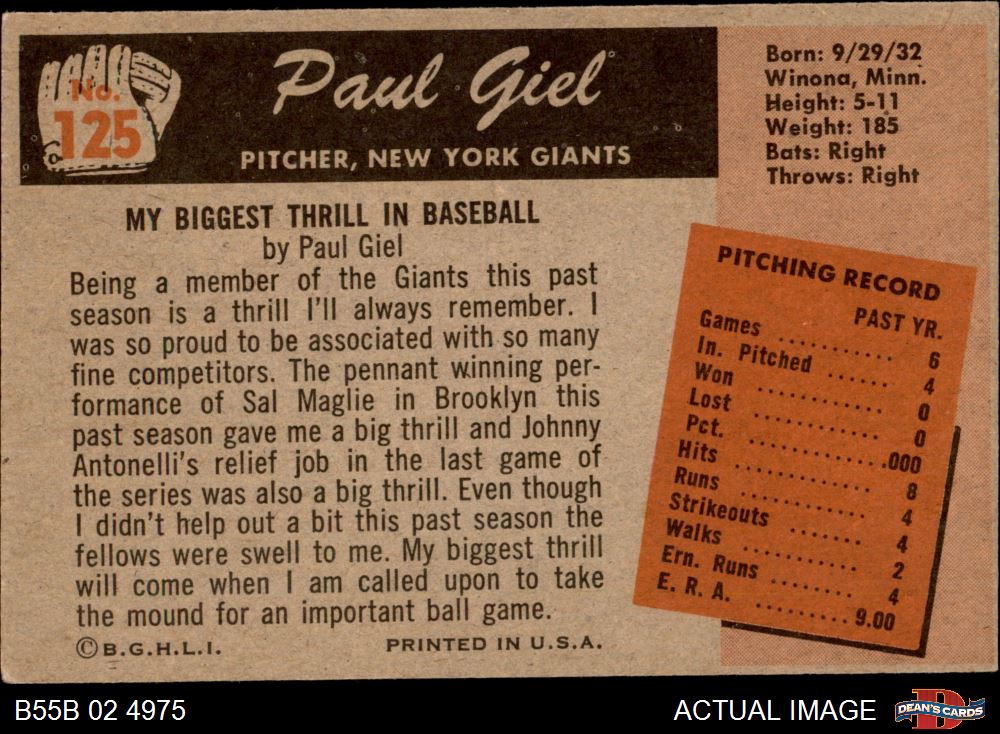 No.
125
Paul Giel
PITCHER, NEW YORK GIANTS
Born: 9/29/32
Winona, Minn.
Height: 5-11
Weight: 185
Bats: Right
Throws: Right
MY BIGGEST THRILL IN BASEBALL
by Paul Giel
Being a member of the Giants this past
season is a thrill I'll always remember. I
was so proud to be associated with so many
fine competitors. The pennant winning per-
formance of Sal Maglie in Brooklyn this
past season gave me a big thrill and Johnny
Antonelli's relief job in the last game of
the series was also a big thrill. Even though
I didn't help out a bit this past season the
fellows were swell to me. My biggest thrill
will come when I am called upon to take
the mound for an important ball game.
©B.G.H.L.I. PRINTED IN U.S.A.
PITCHING RECORD
PAST YR.
Games .......... 6
In. Pitched ...... 4
Won ............ 0
Lost ............ 0
Pct. ............ .000
Hits ............ 8
Runs ............ 4
Strikeouts ....... 4
Walks .......... 2
Ern. Runs ....... 4
E. R. A. ........ 9.00
B55B 02 4975
ACTUAL IMAGE
DEAN'S CARDS